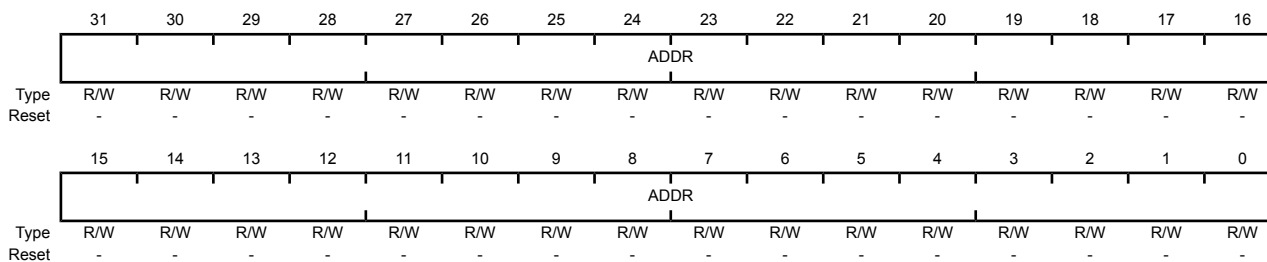 31 30 29 28 27 26 25 24 23 22 21 20 19 18 17 16
ADDR
Type R/W R/W R/W R/W R/W R/W R/W R/W R/W R/W R/W R/W R/W R/W R/W R/W
Reset - - - - - - - - - - - - - - - -
15 14 13 12 11 10 9 8 7 6 5 4 3 2 1 0
ADDR
Type R/W R/W R/W R/W R/W R/W R/W R/W R/W R/W R/W R/W R/W R/W R/W R/W
Reset - - - - - - - - - - - - - - - -